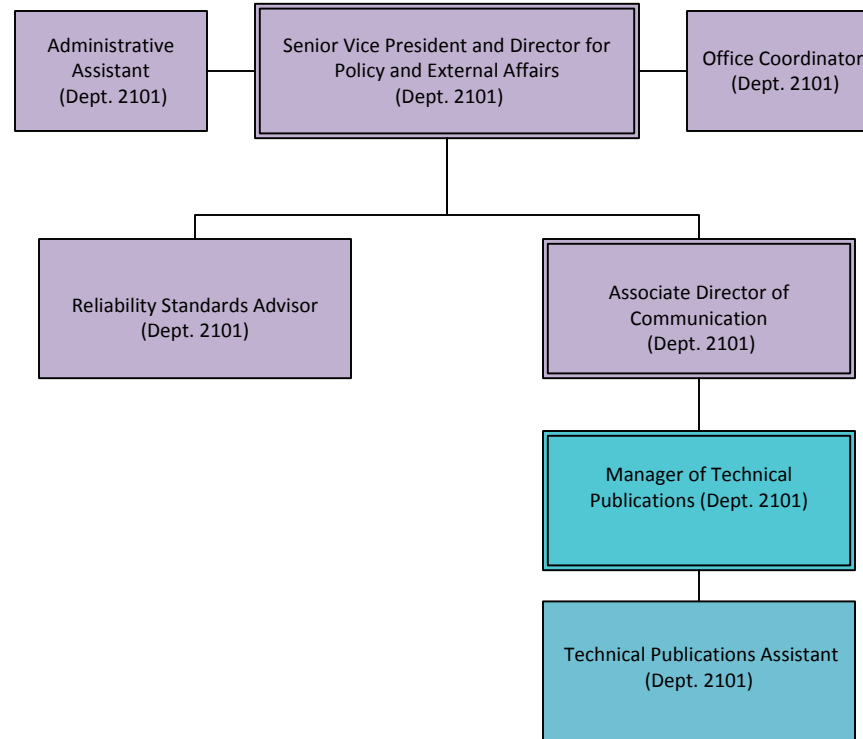 Administrative
Assistant
(Dept. 2101)
Senior Vice President and Director for
Policy and External Affairs
(Dept. 2101)
Office Coordinator
(Dept. 2101)
Reliability Standards Advisor
(Dept. 2101)
Associate Director of
Communication
(Dept. 2101)
Manager of Technical
Publications (Dept. 2101)
Technical Publications Assistant
(Dept. 2101)